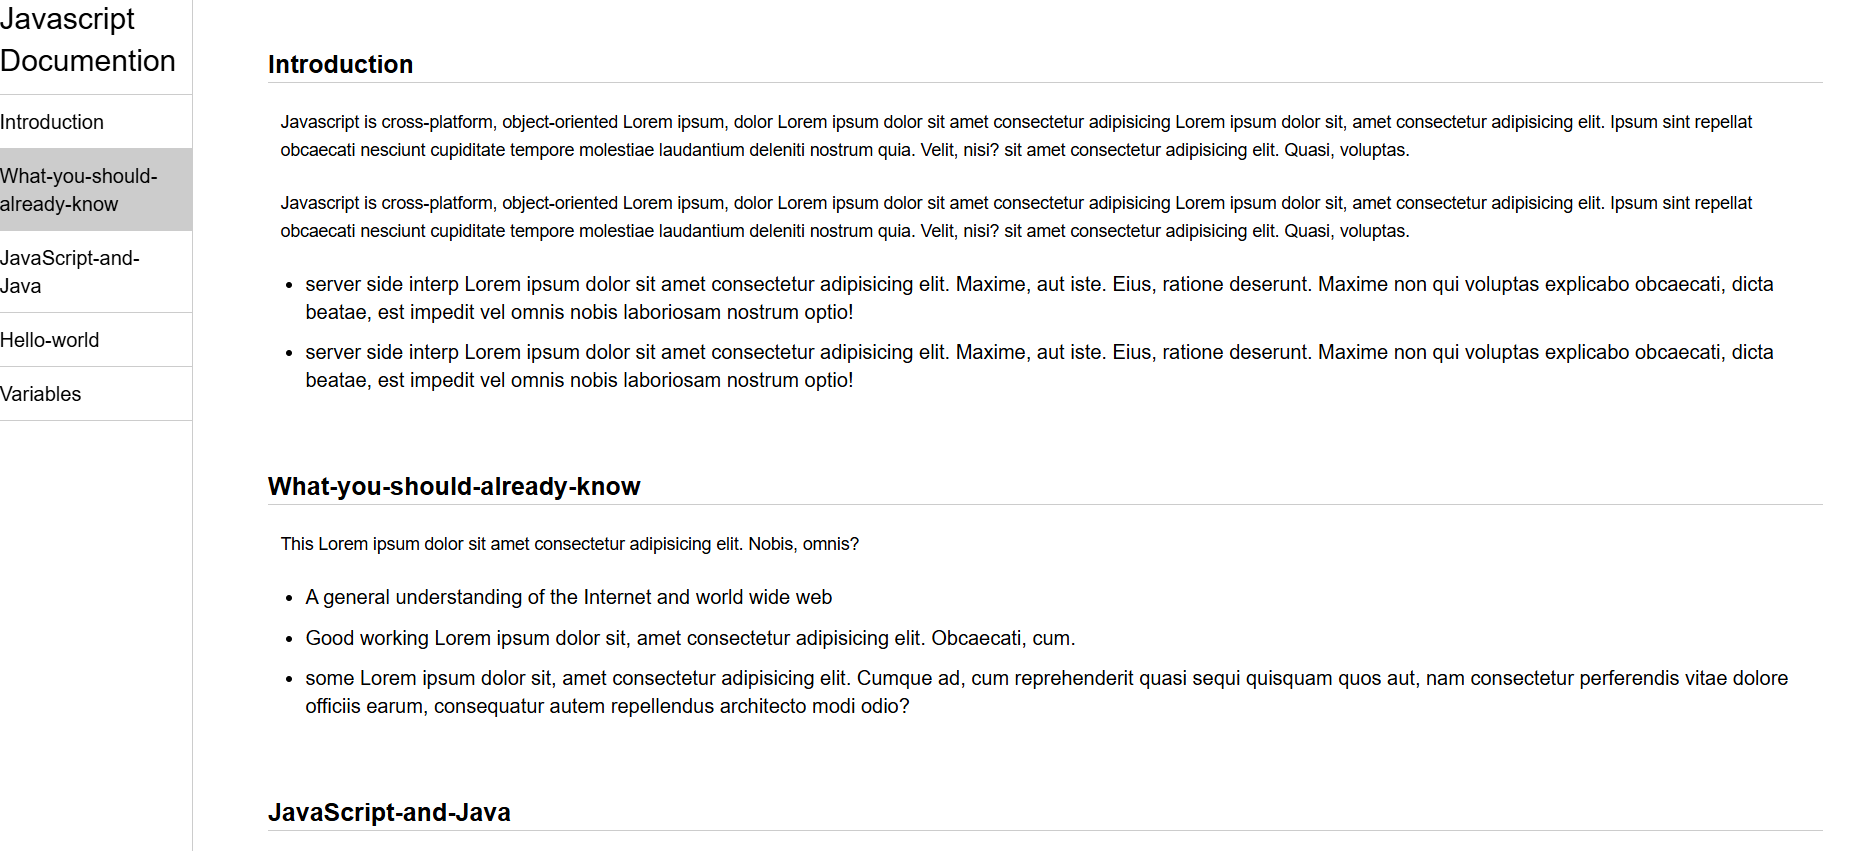 Javascript
Documention
Introduction
What-you-should-
already-know
JavaScript-and-
Java
Hello-world
Variables
Introduction
Javascript is cross-platform, object-oriented Lorem ipsum, dolor Lorem ipsum dolor sit amet consectetur adipisicing Lorem ipsum dolor sit, amet consectetur adipisicing elit. Ipsum sint repellat
obcaecati nesciunt cupiditate tempore molestiae laudantium deleniti nostrum quia. Velit, nisi? sit amet consectetur adipisicing elit. Quasi, voluptas.
Javascript is cross-platform, object-oriented Lorem ipsum, dolor Lorem ipsum dolor sit amet consectetur adipisicing Lorem ipsum dolor sit, amet consectetur adipisicing elit. Ipsum sint repellat
obcaecati nesciunt cupiditate tempore molestiae laudantium deleniti nostrum quia. Velit, nisi? sit amet consectetur adipisicing elit. Quasi, voluptas.
• server side interp Lorem ipsum dolor sit amet consectetur adipisicing elit. Maxime, aut iste. Eius, ratione deserunt. Maxime non qui voluptas explicabo obcaecati, dicta
beatae, est impedit vel omnis nobis laboriosam nostrum optio!
• server side interp Lorem ipsum dolor sit amet consectetur adipisicing elit. Maxime, aut iste. Eius, ratione deserunt. Maxime non qui voluptas explicabo obcaecati, dicta
beatae, est impedit vel omnis nobis laboriosam nostrum optio!
What-you-should-already-know
This Lorem ipsum dolor sit amet consectetur adipisicing elit. Nobis, omnis?
• A general understanding of the Internet and world wide web
• Good working Lorem ipsum dolor sit, amet consectetur adipisicing elit. Obcaecati, cum.
• some Lorem ipsum dolor sit, amet consectetur adipisicing elit. Cumque ad, cum reprehenderit quasi sequi quisquam quos aut, nam consectetur perferendis vitae dolore
officiis earum, consequatur autem repellendus architecto modi odio?
JavaScript-and-Java